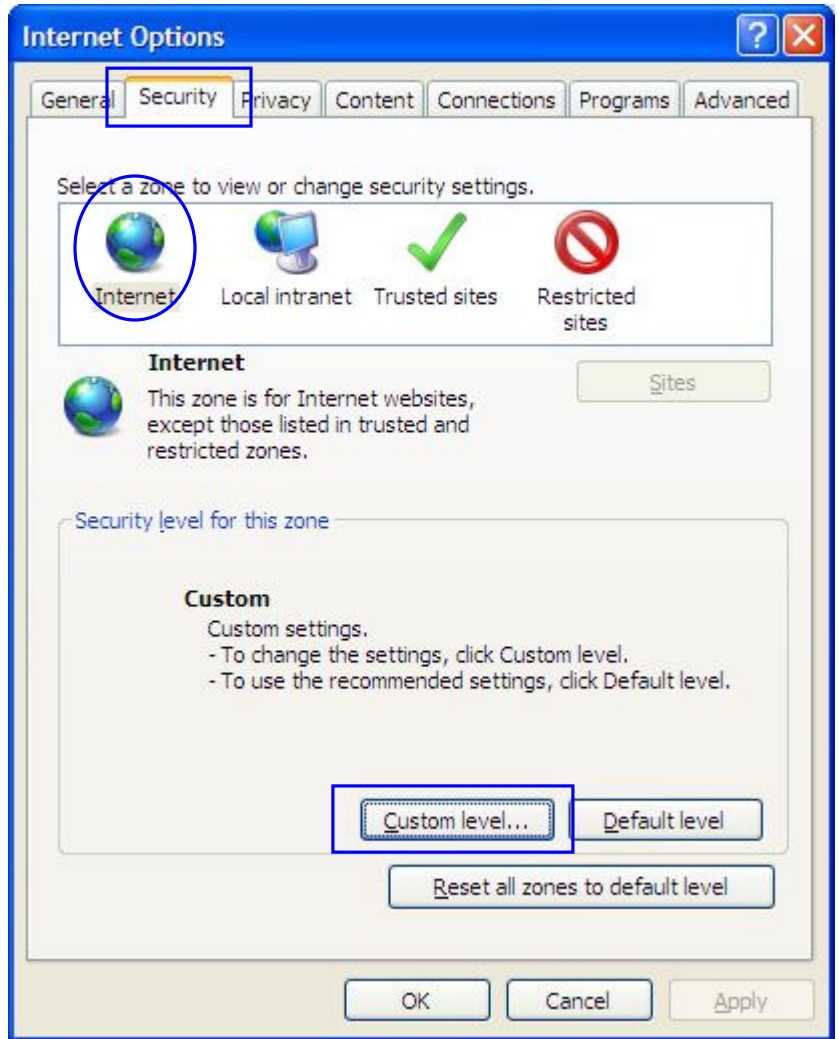 Internet Options
General Security Privacy Content Connections Programs Advanced
Select a zone to view or change security settings.
Internet Local intranet Trusted sites Restricted sites
Internet
Sites
This zone is for Internet websites,
except those listed in trusted and
restricted zones.
Security level for this zone
Custom
Custom settings.
- To change the settings, click Custom level.
- To use the recommended settings, click Default level.
Custom level... Default level
Reset all zones to default level
OK Cancel Apply